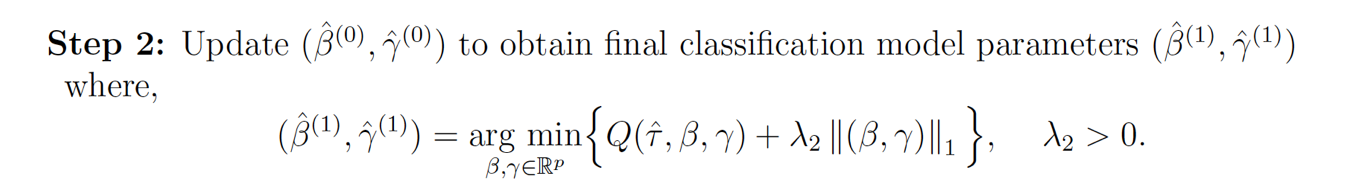 Step 2: Update (β̂⁽⁰⁾, γ̂⁽⁰⁾) to obtain final classification model parameters (β̂⁽¹⁾, γ̂⁽¹⁾)
where,
(β̂⁽¹⁾, γ̂⁽¹⁾) = arg min_{β,γ∈ℝᵖ} {Q(τ̂, β, γ) + λ₂ ‖(β, γ)‖₁}, λ₂ > 0.